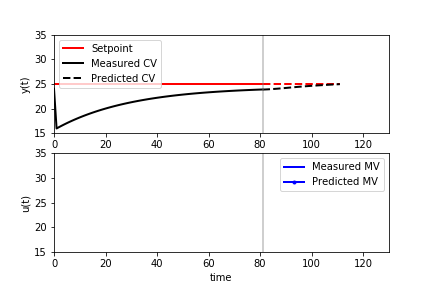 35
30
25
20
15
y(t)
Setpoint
Measured CV
Predicted CV
0 20 40 60 80 100 120
35
30
25
20
15
u(t)
Measured MV
Predicted MV
0 20 40 60 80 100 120
time